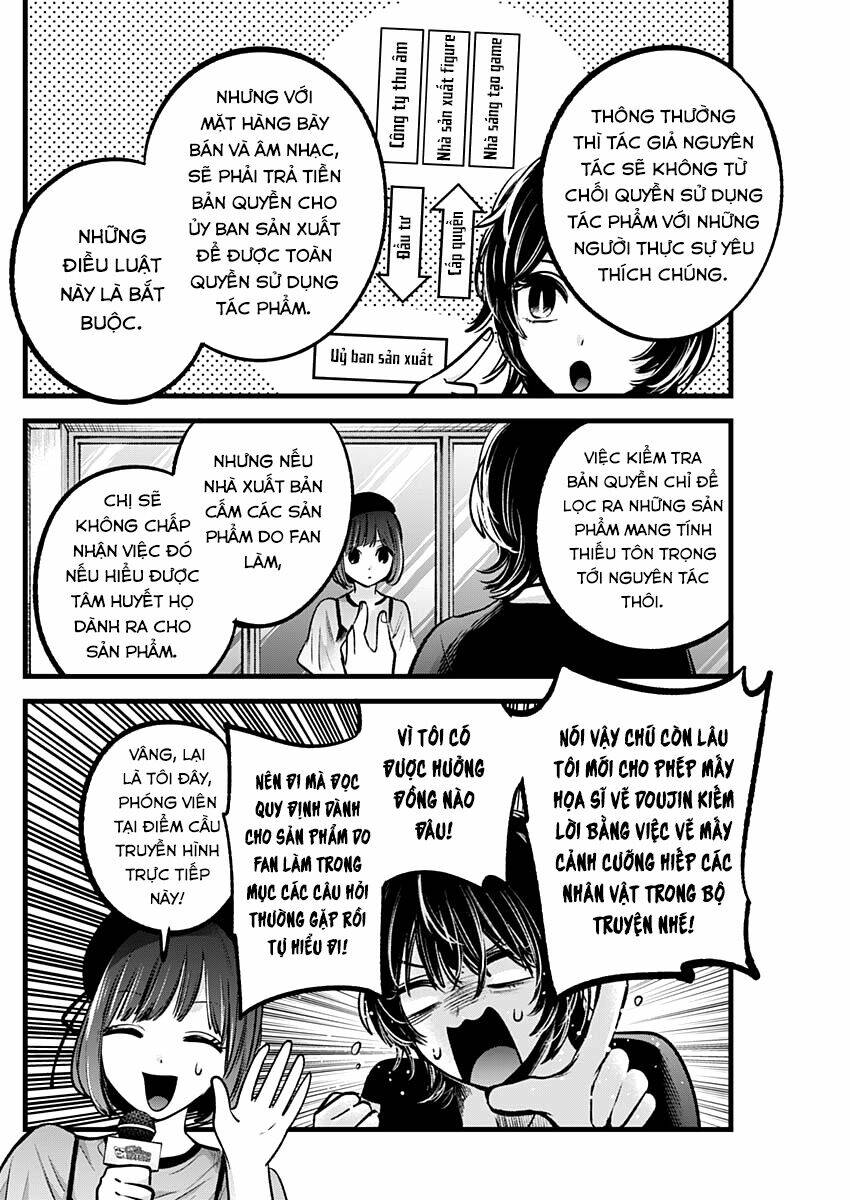 THÔNG THƯỜNG
THÌ TÁC GIẢ NGUYÊN
TÁC SẼ KHÔNG TỪ
CHỐI QUYỀN SỬ DỤNG
TÁC PHẨM VỚI NHỮNG
NGƯỜI THỰC SỰ YÊU
THÍCH CHÚNG.
Nhà sáng tạo game
Nhà sản xuất figure
Công ty thu âm
Cấp quyền
Đầu tư
Uỷ ban sản xuất
NHƯNG VỚI
MẶT HÀNG BÀY
BÁN VÀ ÂM NHẠC,
SẼ PHẢI TRẢ TIỀN
BẢN QUYỀN CHO
ỦY BAN SẢN XUẤT
ĐỂ ĐƯỢC TOÀN
QUYỀN SỬ DỤNG
TÁC PHẨM.
NHỮNG
ĐIỀU LUẬT
NÀY LÀ BẮT
BUỘC.
VIỆC KIỂM TRA
BẢN QUYỀN CHỈ ĐỂ
LỌC RA NHỮNG SẢN
PHẨM MANG TÍNH
THIẾU TÔN TRỌNG
TỚI NGUYÊN TÁC
THÔI.
NHƯNG NẾU
NHÀ XUẤT BẢN
CẤM CÁC SẢN
PHẨM DO FAN
LÀM,
CHỊ SẼ
KHÔNG CHẤP
NHẬN VIỆC ĐÓ
NẾU HIỂU ĐƯỢC
TÂM HUYẾT HỌ
DÀNH RA CHO
SẢN PHẨM.
NÓI VẬY CHỨ CÒN LÂU
TÔI MỚI CHO PHÉP MẤY
HỌA SĨ VẼ DOUJIN KIẾM
LỜI BẰNG VIỆC VẼ MẤY
CẢNH CƯỠNG HIẾP CÁC
NHÂN VẬT TRONG BỘ
TRUYỆN NHÉ!
VÌ TÔI CÓ
ĐƯỢC HƯỞNG
ĐỒNG NÀO
ĐÂU!
NÊN ĐI MÀ ĐỌC
QUY ĐỊNH DÀNH
CHO SẢN PHẨM DO
FAN LÀM TRONG
MỤC CÁC CÂU HỎI
THƯỜNG GẶP RỒI
TỰ HIỂU ĐI!
VÂNG, LẠI
LÀ TÔI ĐÂY,
PHÓNG VIÊN
TẠI ĐIỂM CẦU
TRUYỀN HÌNH
TRỰC TIẾP
NÀY!